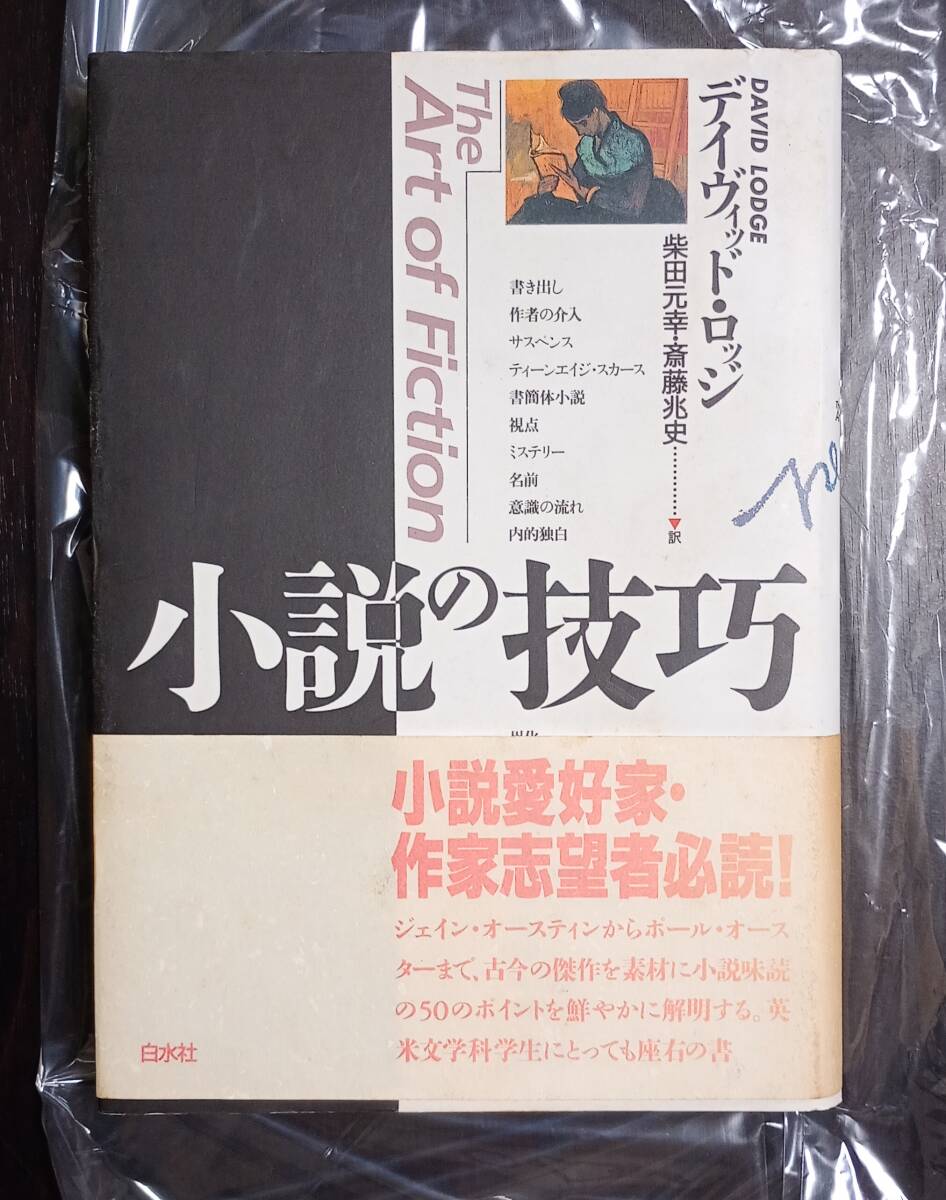 DAVID LODGE
デイヴィッド・ロッジ
柴田元幸・斎藤兆史…………▼訳
The
Art of Fiction
書き出し
作者の介入
サスペンス
ティーンエイジ・スカース
書簡体小説
視点
ミステリー
名前
意識の流れ
内的独白
小説の技巧
小説愛好家・
作家志望者必読!
ジェイン・オースティンからポール・オース
ターまで、古今の傑作を素材に小説味読
の50のポイントを鮮やかに解明する。英
米文学科学生にとっても座右の書
白水社